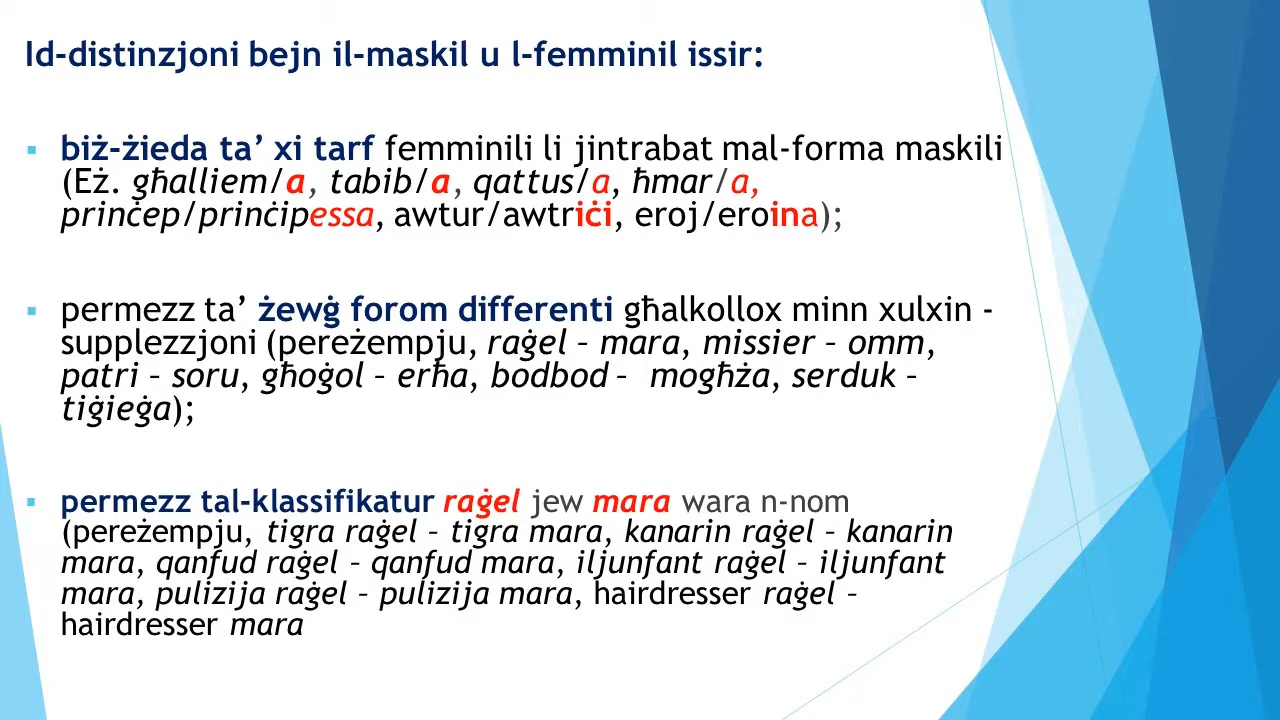 Id-distinzjoni bejn il-maskil u l-femminil issir:
▪ biż-żieda ta’ xi tarf femminili li jintrabat mal-forma maskili
(Eż. għalliem/a, tabib/a, qattus/a, ħmar/a,
prinċep/prinċipessa, awtur/awtriċi, eroj/eroina);
▪ permezz ta’ żewġ forom differenti għalkollox minn xulxin -
supplezzjoni (pereżempju, raġel – mara, missier – omm,
patri – soru, għoġol – erħa, bodbod – mogħża, serduk –
tiġieġa);
▪ permezz tal-klassifikatur raġel jew mara wara n-nom
(pereżempju, tigra raġel – tigra mara, kanarin raġel – kanarin
mara, qanfud raġel – qanfud mara, iljunfant raġel – iljunfant
mara, pulizija raġel – pulizija mara, hairdresser raġel –
hairdresser mara